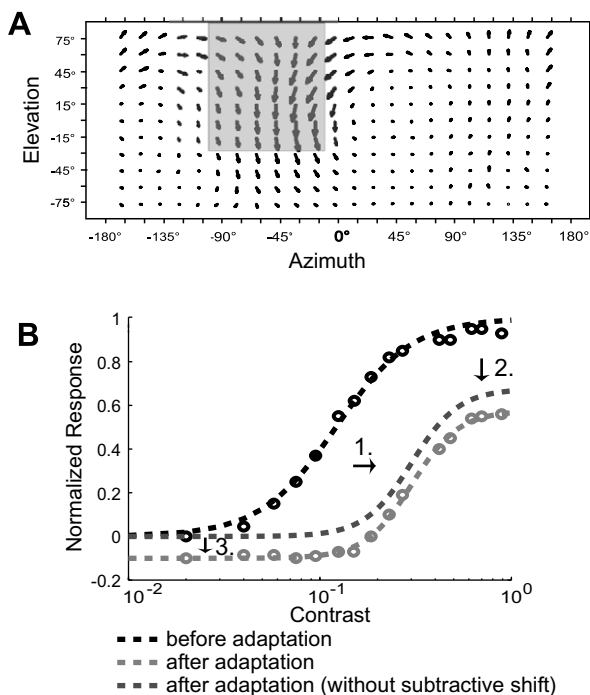 A
Elevation
75°
45°
15°
-15°
-45°
-75°
-180° -135° -90° -45° 0° 45° 90° 135° 180°
Azimuth
B
Normalized Response
1
0.8
0.6
0.4
0.2
0
-0.2
1.
2.
3.
10-2 10-1 100
Contrast
before adaptation
after adaptation
after adaptation (without subtractive shift)